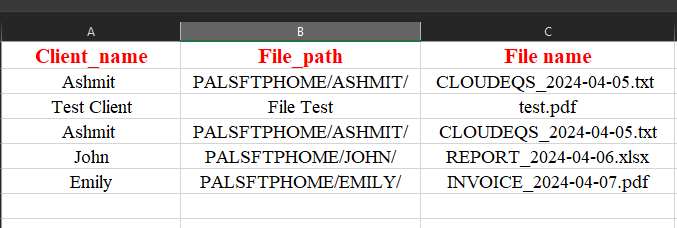 A B C
Client_name File_path File name
Ashmit PALSFTPHOME/ASHMIT/ CLOUDEQS_2024-04-05.txt
Test Client File Test test.pdf
Ashmit PALSFTPHOME/ASHMIT/ CLOUDEQS_2024-04-05.txt
John PALSFTPHOME/JOHN/ REPORT_2024-04-06.xlsx
Emily PALSFTPHOME/EMILY/ INVOICE_2024-04-07.pdf